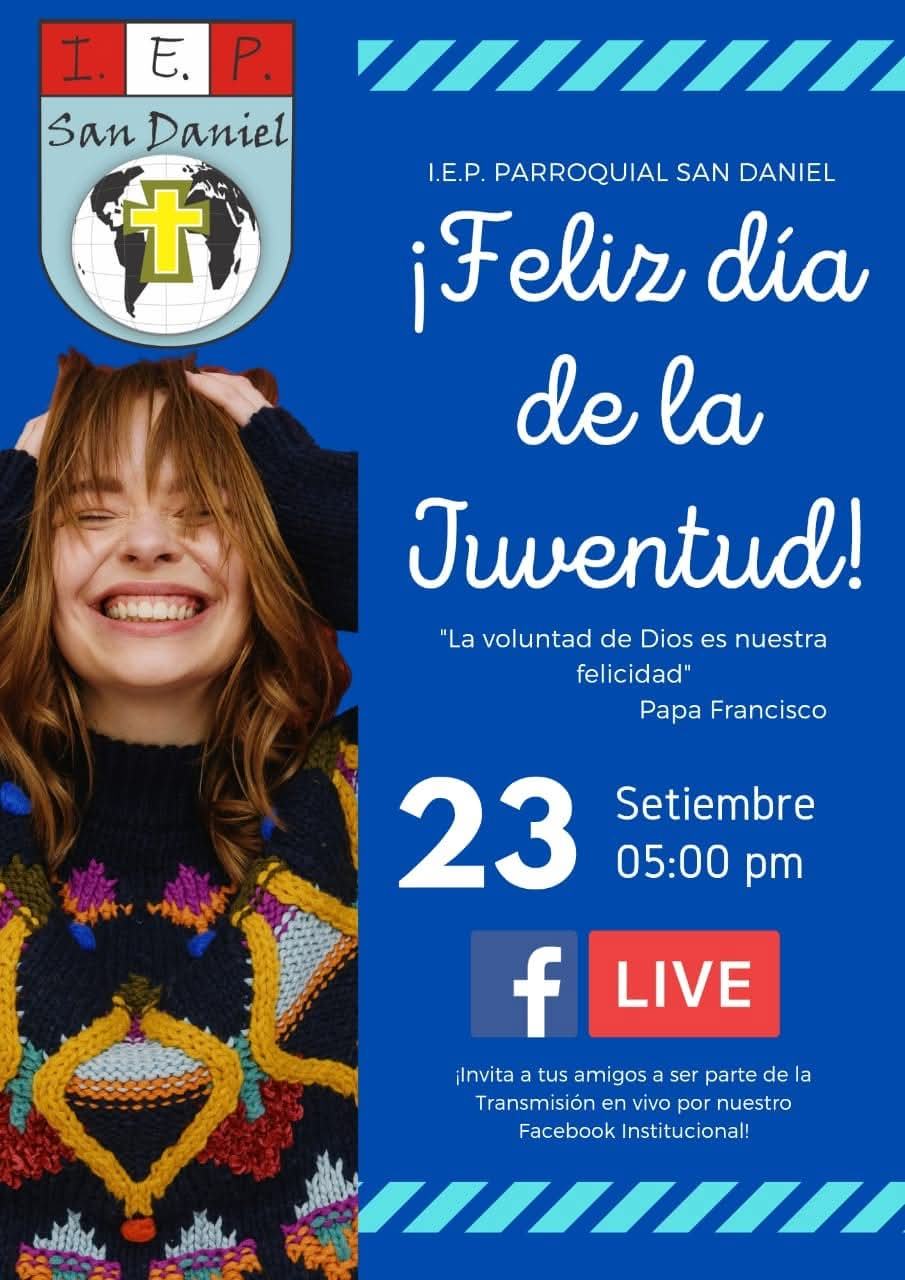 I. E. P.
San Daniel
I.E.P. PARROQUIAL SAN DANIEL
¡Feliz día
de la
Juventud!
"La voluntad de Dios es nuestra
felicidad"
Papa Francisco
23 Setiembre
05:00 pm
f LIVE
¡Invita a tus amigos a ser parte de la
Transmisión en vivo por nuestro
Facebook Institucional!